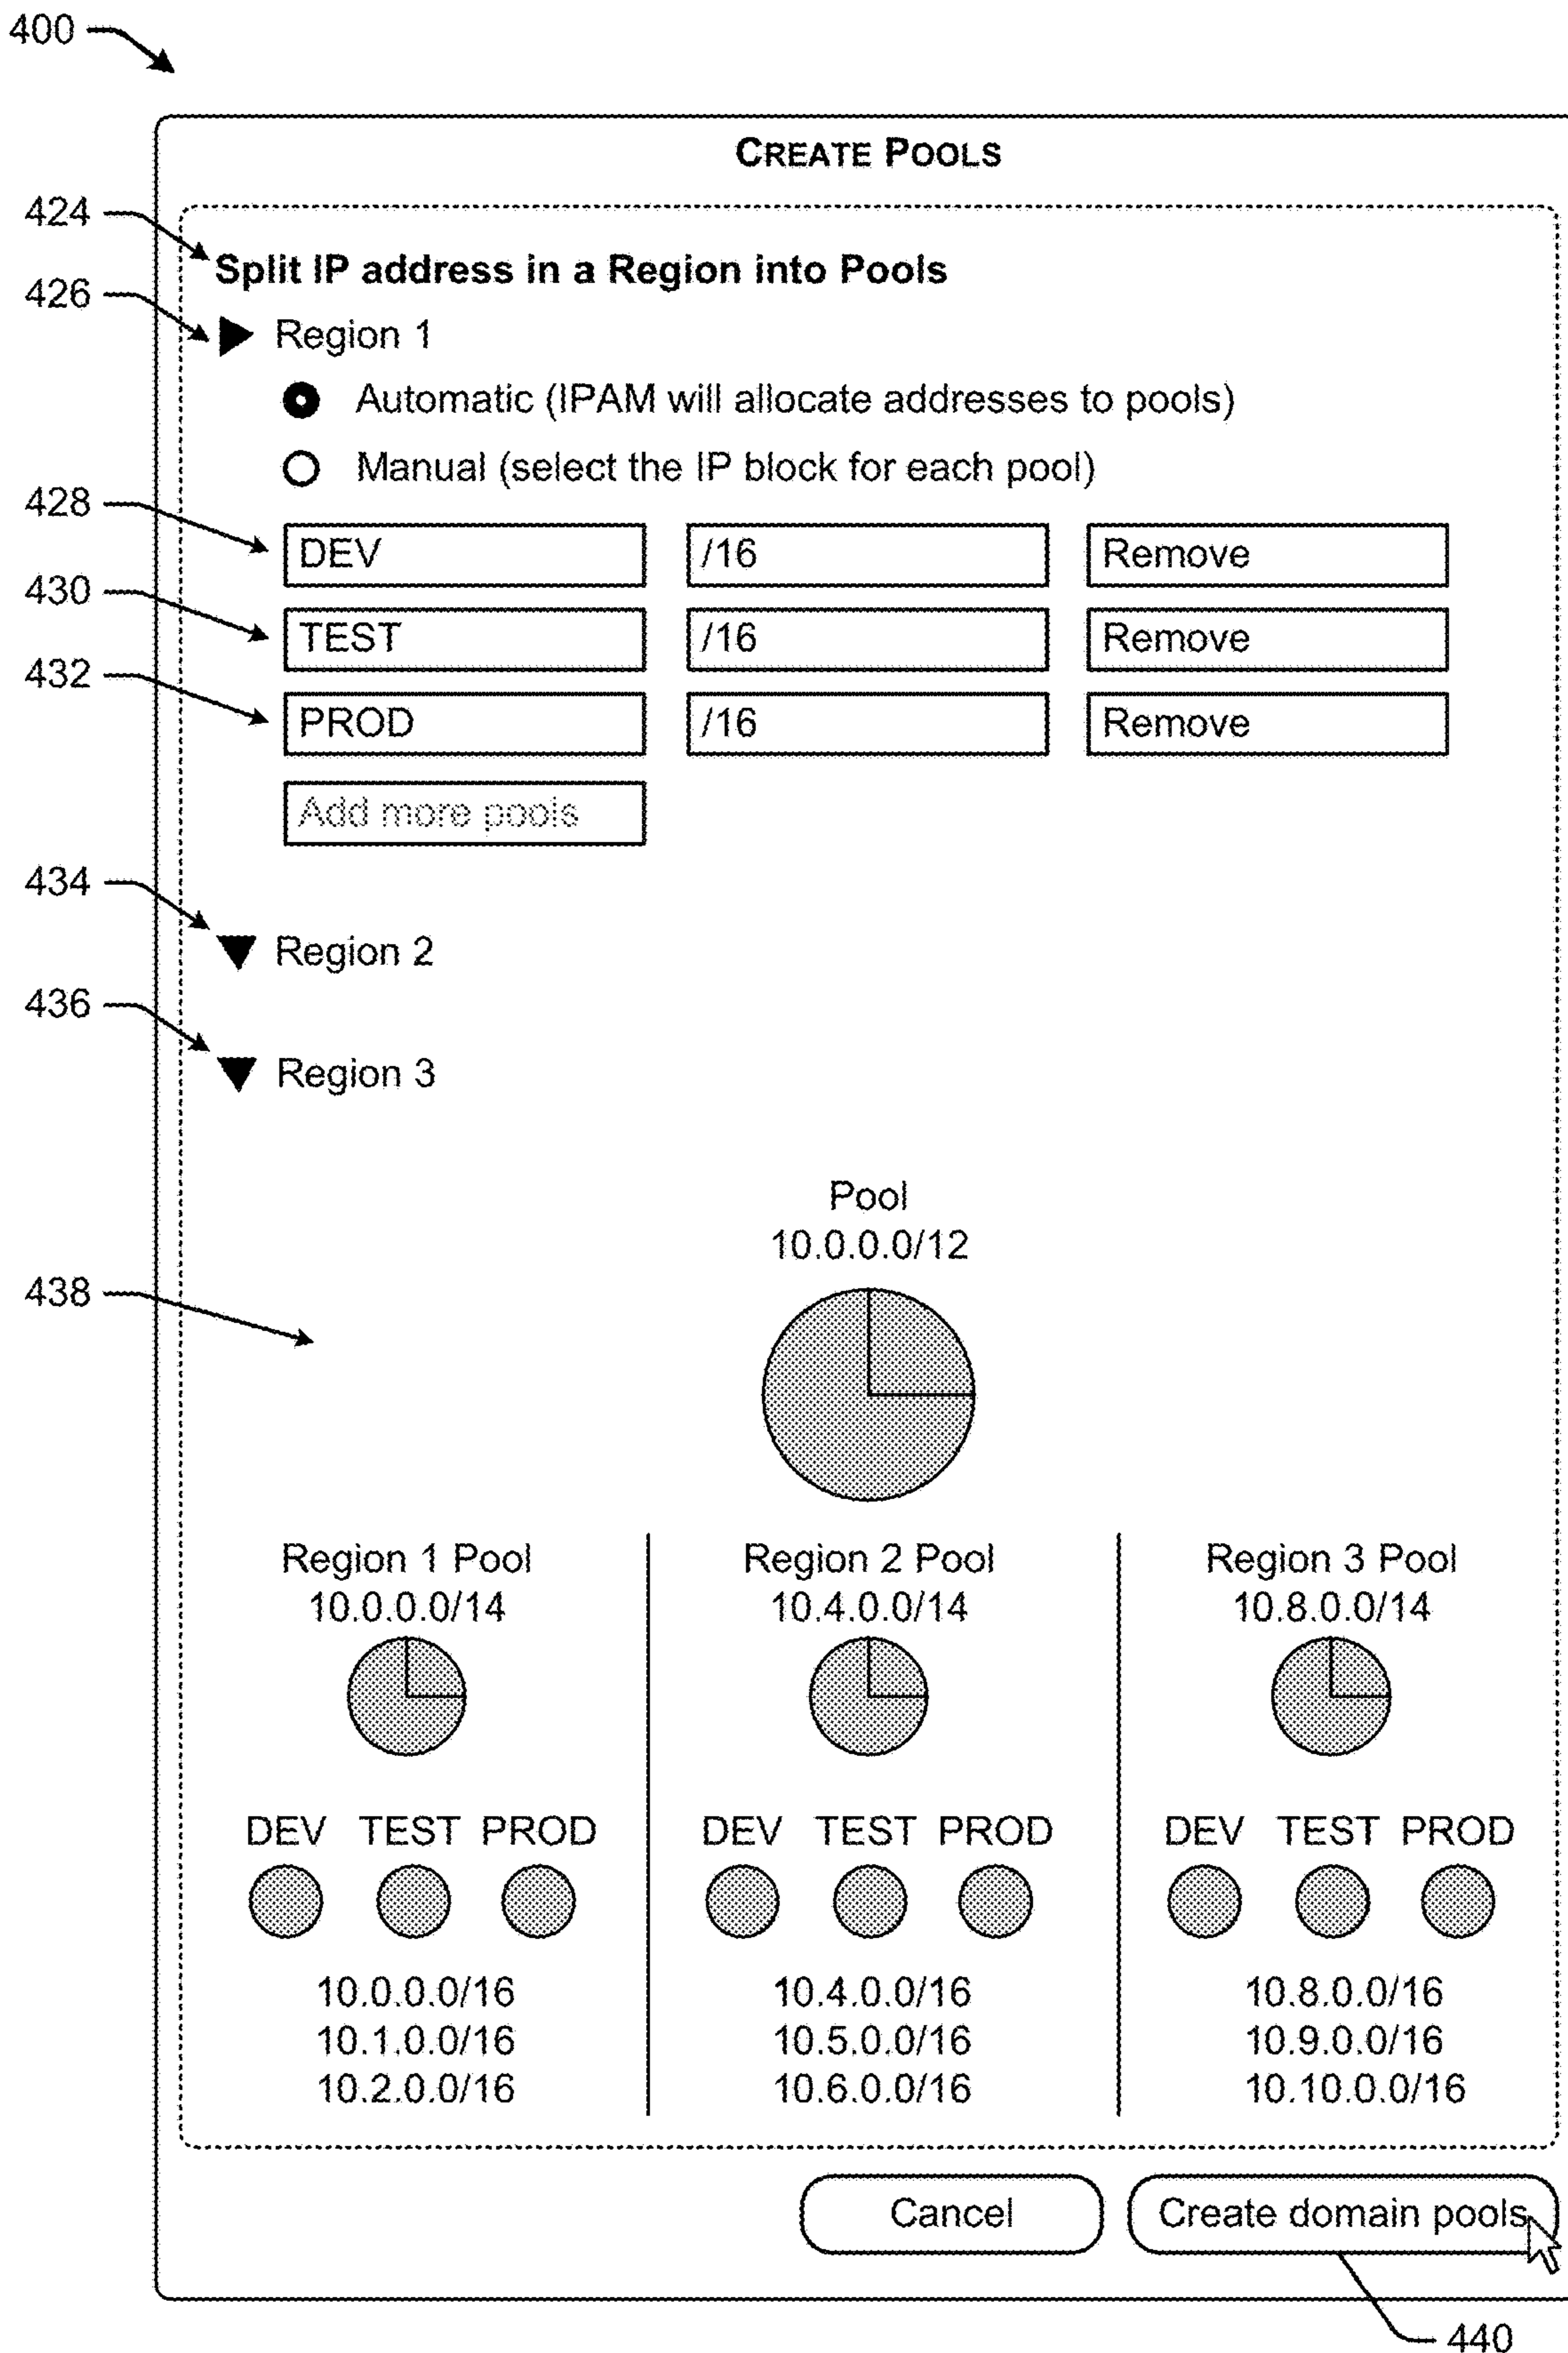 400
CREATE POOLS
424
Split IP address in a Region into Pools
426
Region 1
Automatic (IPAM will allocate addresses to pools)
Manual (select the IP block for each pool)
428
DEV /16 Remove
430
TEST /16 Remove
432
PROD /16 Remove
Add more pools
434
Region 2
436
Region 3
Pool
10.0.0.0/12
438
Region 1 Pool Region 2 Pool Region 3 Pool
10.0.0.0/14 10.4.0.0/14 10.8.0.0/14
DEV TEST PROD DEV TEST PROD DEV TEST PROD
10.0.0.0/16 10.4.0.0/16 10.8.0.0/16
10.1.0.0/16 10.5.0.0/16 10.9.0.0/16
10.2.0.0/16 10.6.0.0/16 10.10.0.0/16
Cancel Create domain pools
440